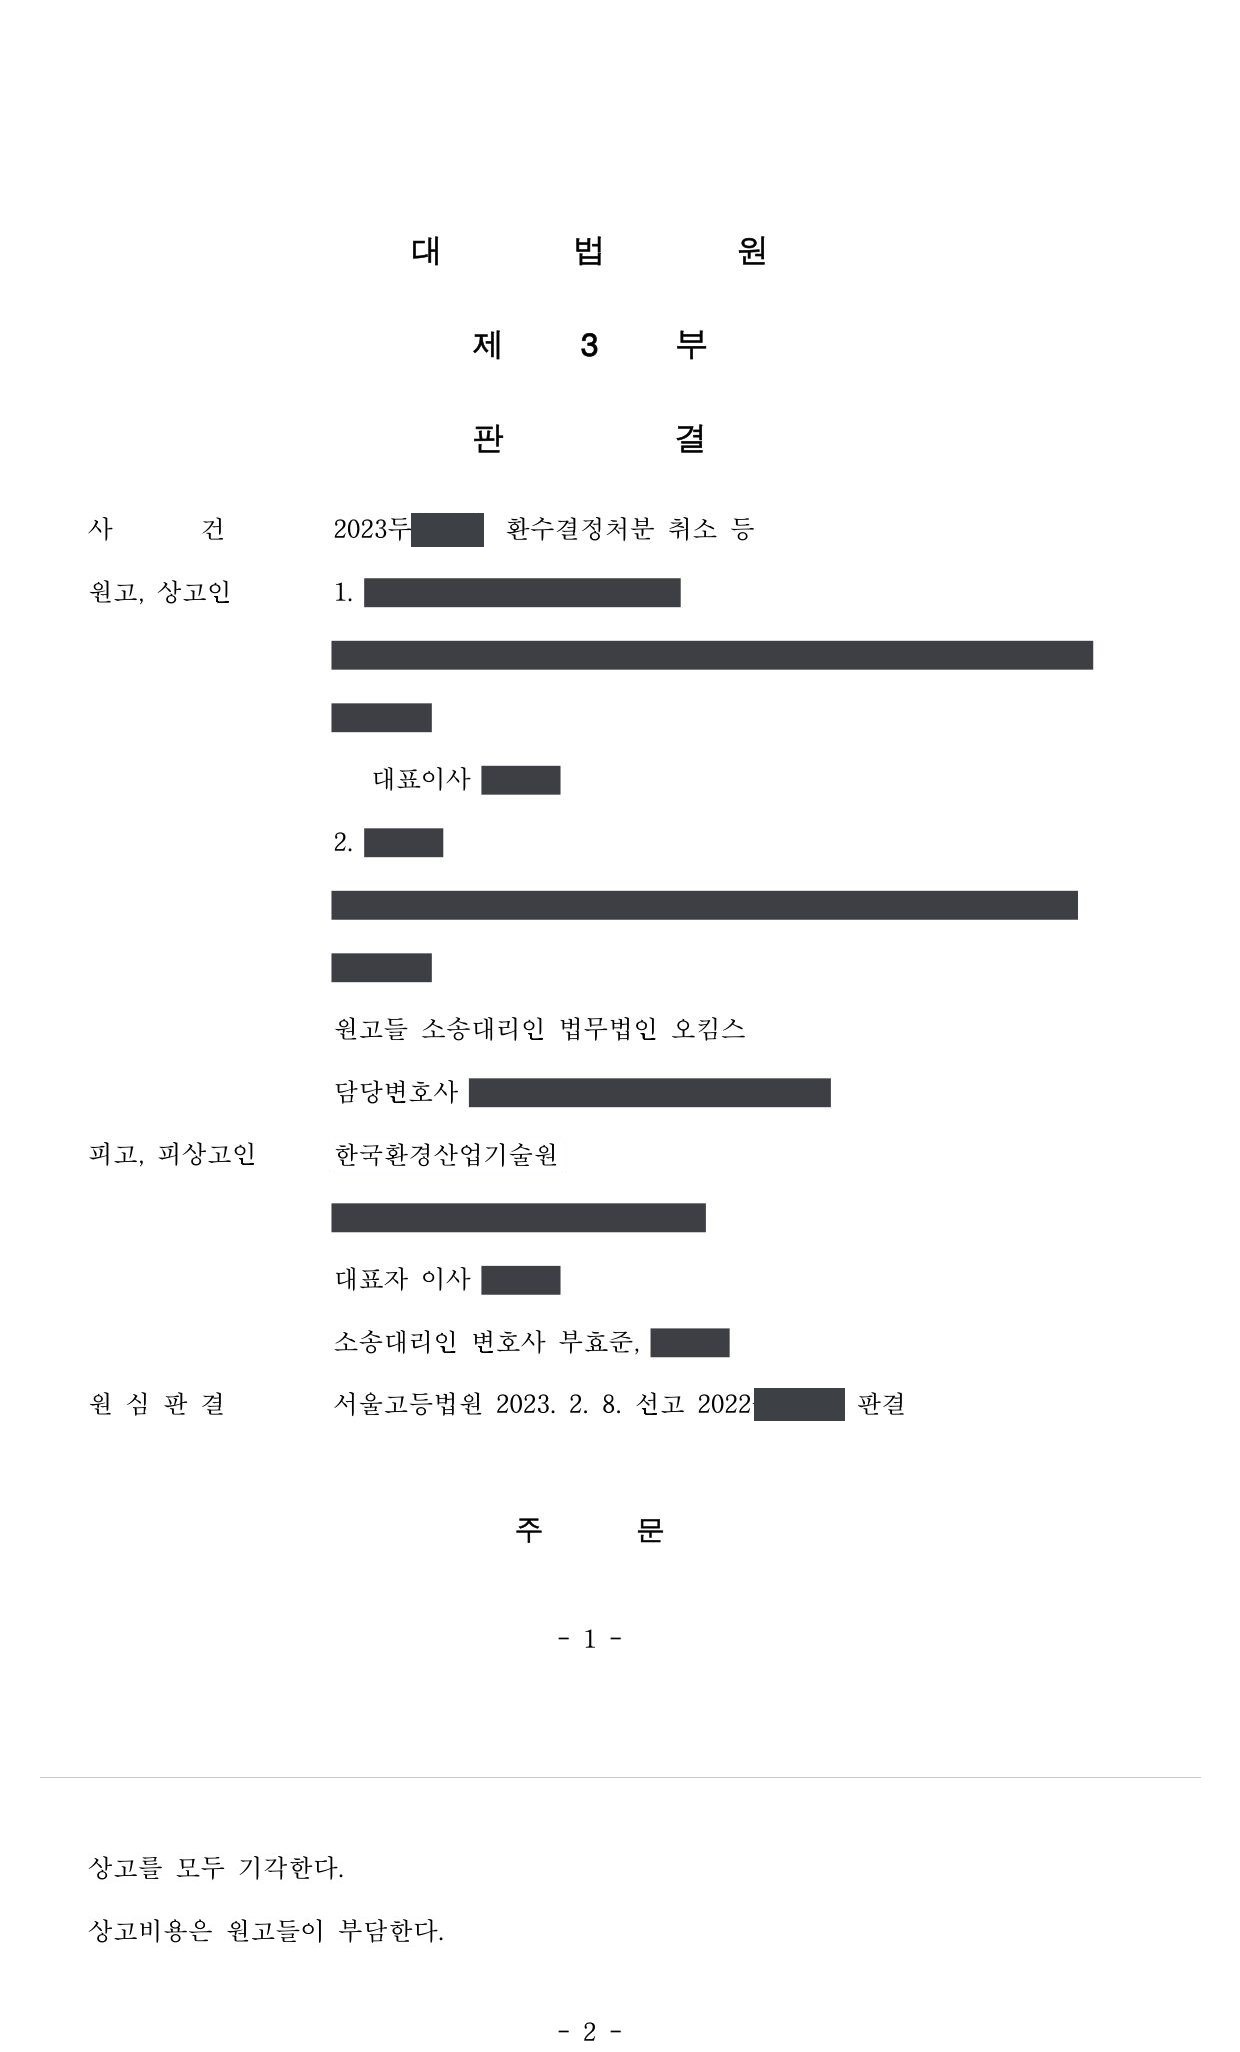 대 법 원
제 3 부
판 결
사 건 2023두 환수결정처분 취소 등
원고, 상고인 1.
대표이사
2.
원고들 소송대리인 법무법인 오킴스
담당변호사
피고, 피상고인 한국환경산업기술원
대표자 이사
소송대리인 변호사 부효준,
원 심 판 결 서울고등법원 2023. 2. 8. 선고 2022 판결
주 문
- 1 -
상고를 모두 기각한다.
상고비용은 원고들이 부담한다.
- 2 -